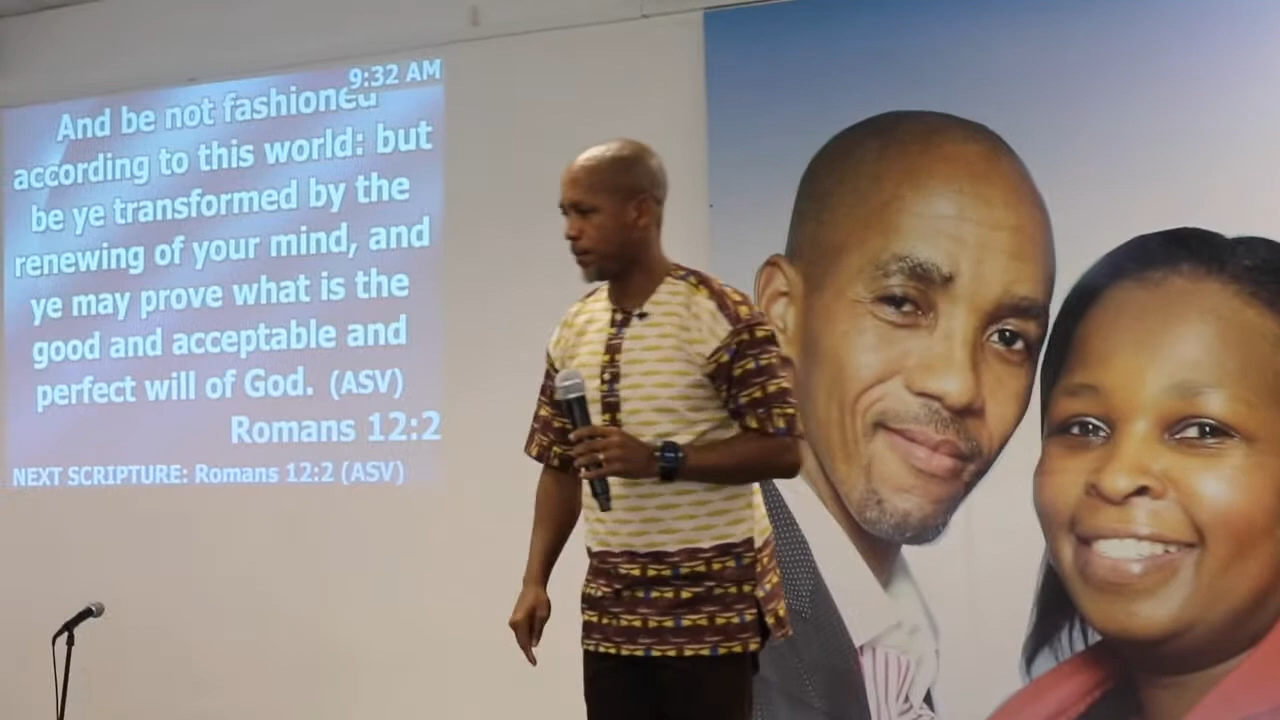 9:32 AM
And be not fashioned
according to this world: but
be ye transformed by the
renewing of your mind, and
ye may prove what is the
good and acceptable and
perfect will of God. (ASV)
Romans 12:2
NEXT SCRIPTURE: Romans 12:2 (ASV)